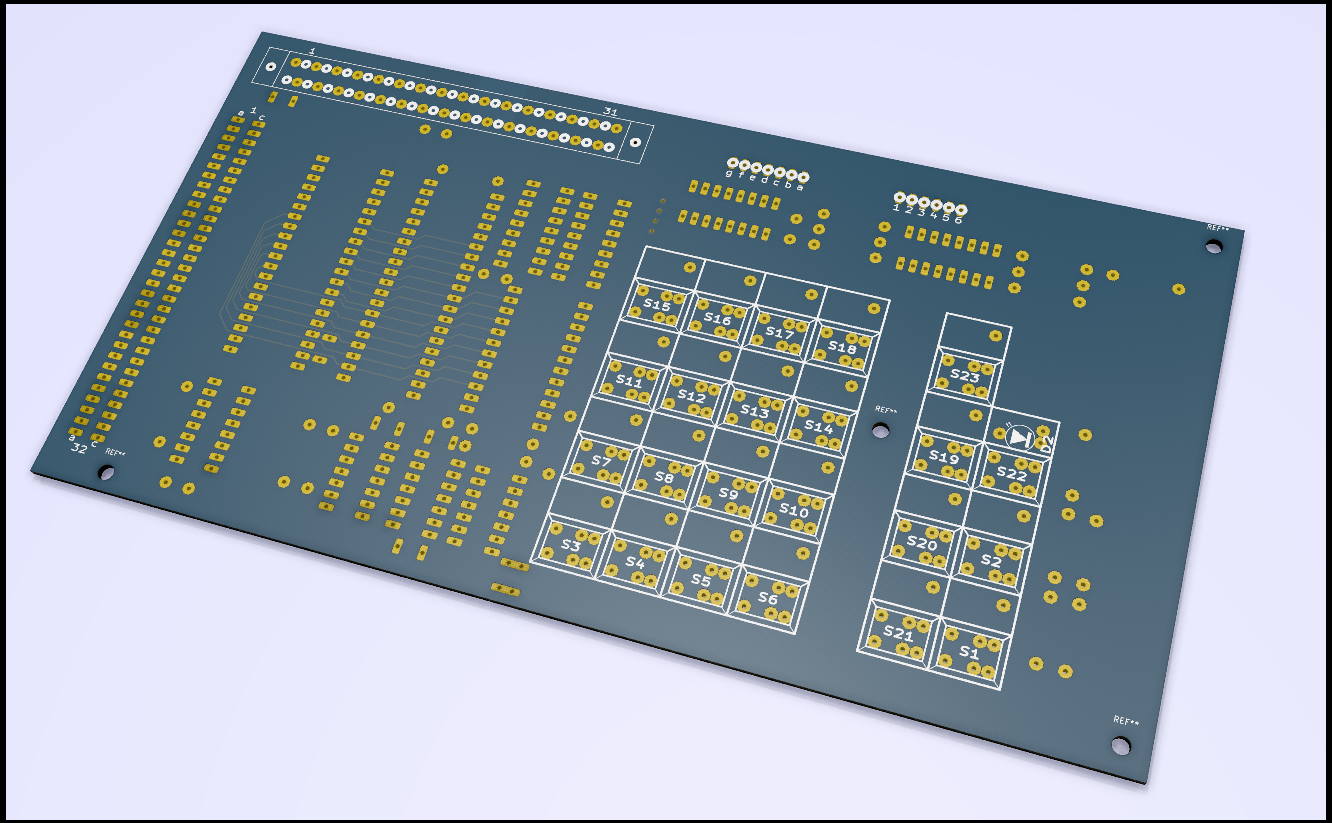 1
31
a 1 c
g f e d c b a
1 2 3 4 5 6
REF**
S15 S16 S17 S18
S23
S11 S12 S13 S14
REF**
D2
S19 S22
a c
32
REF**
S7 S8 S9 S10
S20 S2
S3 S4 S5 S6
S21 S1
REF**